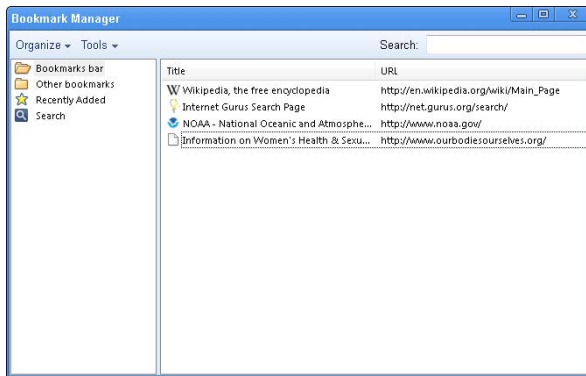 Bookmark Manager
Organize Tools Search:
Bookmarks bar
Other bookmarks
Recently Added
Search
Title URL
Wikipedia, the free encyclopedia http://en.wikipedia.org/wiki/Main_Page
Internet Gurus Search Page http://net.gurus.org/search/
NOAA - National Oceanic and Atmosphe... http://www.noaa.gov/
Information on Women's Health & Sexu... http://www.ourbodiesourselves.org/